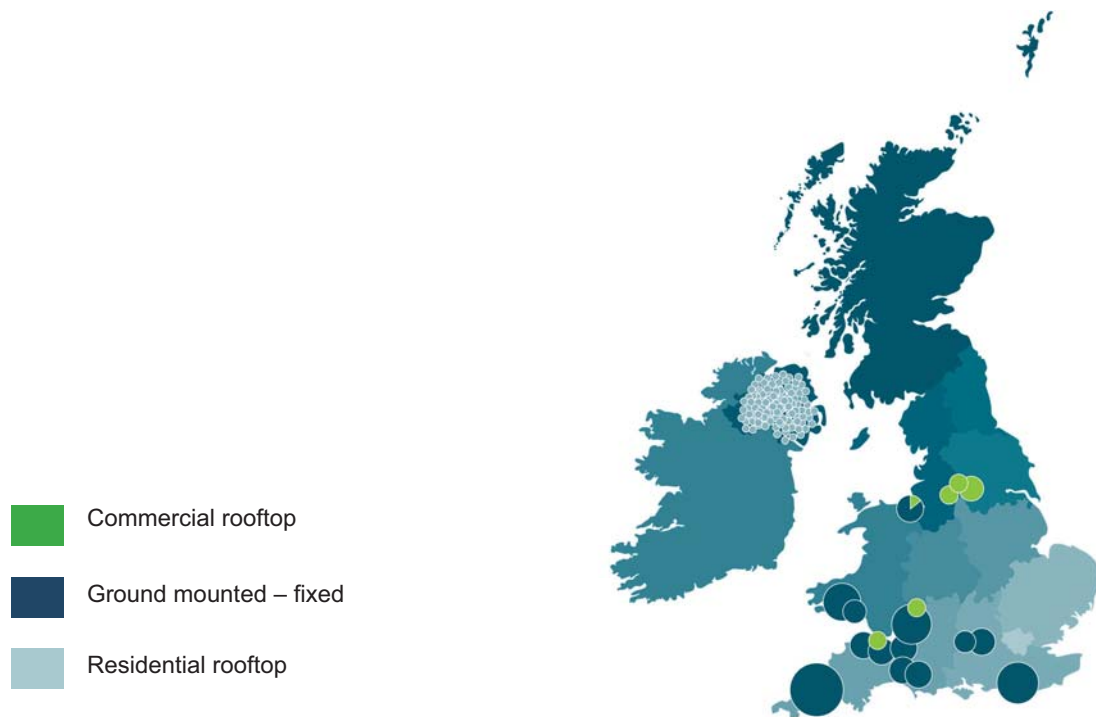 Commercial rooftop
Ground mounted – fixed
Residential rooftop